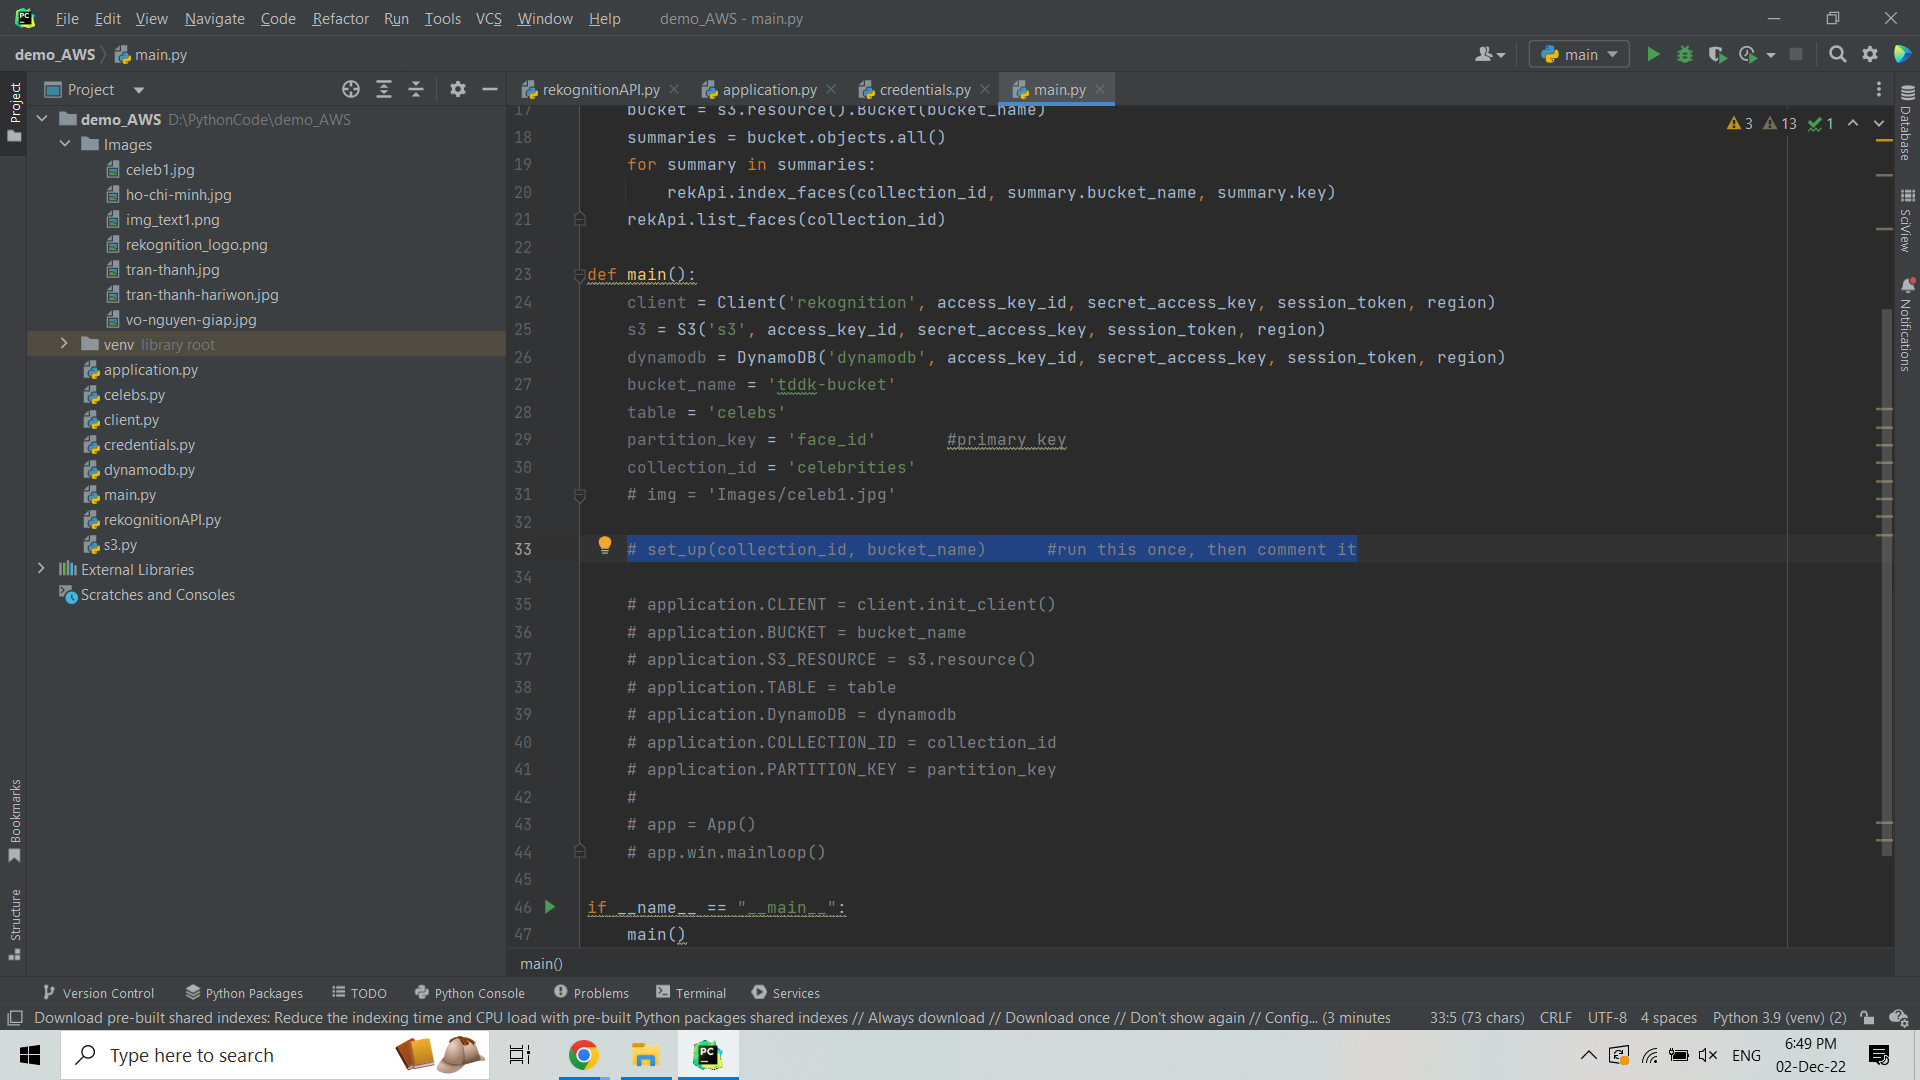 File Edit View Navigate Code Refactor Run Tools VCS Window Help demo_AWS - main.py
demo_AWS main.py
main
Project
rekognitionAPI.py application.py credentials.py main.py
Project
demo_AWS D:\PythonCode\demo_AWS
Images
celeb1.jpg
ho-chi-minh.jpg
img_text1.png
rekognition_logo.png
tran-thanh.jpg
tran-thanh-hariwon.jpg
vo-nguyen-giap.jpg
venv library root
application.py
celebs.py
client.py
credentials.py
dynamodb.py
main.py
rekognitionAPI.py
s3.py
External Libraries
Scratches and Consoles
Bookmarks
Structure
3 13 1
17 bucket = s3.resource().Bucket(bucket_name)
18 summaries = bucket.objects.all()
19 for summary in summaries:
20 rekApi.index_faces(collection_id, summary.bucket_name, summary.key)
21 rekApi.list_faces(collection_id)
22
23 def main():
24 client = Client('rekognition', access_key_id, secret_access_key, session_token, region)
25 s3 = S3('s3', access_key_id, secret_access_key, session_token, region)
26 dynamodb = DynamoDB('dynamodb', access_key_id, secret_access_key, session_token, region)
27 bucket_name = 'tddk-bucket'
28 table = 'celebs'
29 partition_key = 'face_id' #primary key
30 collection_id = 'celebrities'
31 # img = 'Images/celeb1.jpg'
32
33 # set_up(collection_id, bucket_name) #run this once, then comment it
34
35 # application.CLIENT = client.init_client()
36 # application.BUCKET = bucket_name
37 # application.S3_RESOURCE = s3.resource()
38 # application.TABLE = table
39 # application.DynamoDB = dynamodb
40 # application.COLLECTION_ID = collection_id
41 # application.PARTITION_KEY = partition_key
42 #
43 # app = App()
44 # app.win.mainloop()
45
46 if __name__ == "__main__":
47 main()
main()
Database
SciView
Notifications
Version Control Python Packages TODO Python Console Problems Terminal Services
Download pre-built shared indexes: Reduce the indexing time and CPU load with pre-built Python packages shared indexes // Always download // Download once // Don't show again // Config... (3 minutes 33:5 (73 chars) CRLF UTF-8 4 spaces Python 3.9 (venv) (2)
Type here to search
ENG
6:49 PM
02-Dec-22